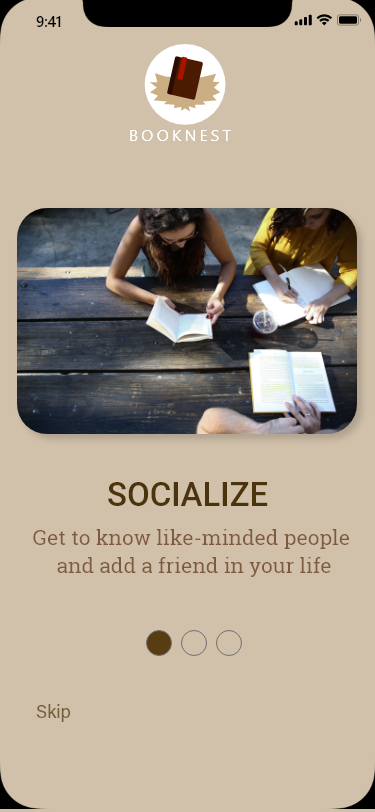 9:41
BOOKNEST
SOCIALIZE
Get to know like-minded people
and add a friend in your life
Skip